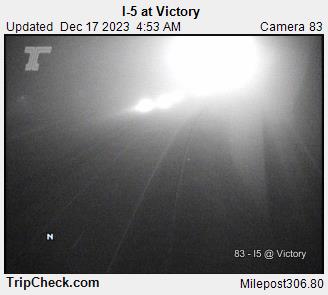 I-5 at Victory
Updated Dec 17 2023 4:53 AM Camera 83
T
N
83 - I5 @ Victory
TripCheck.com Milepost306.80